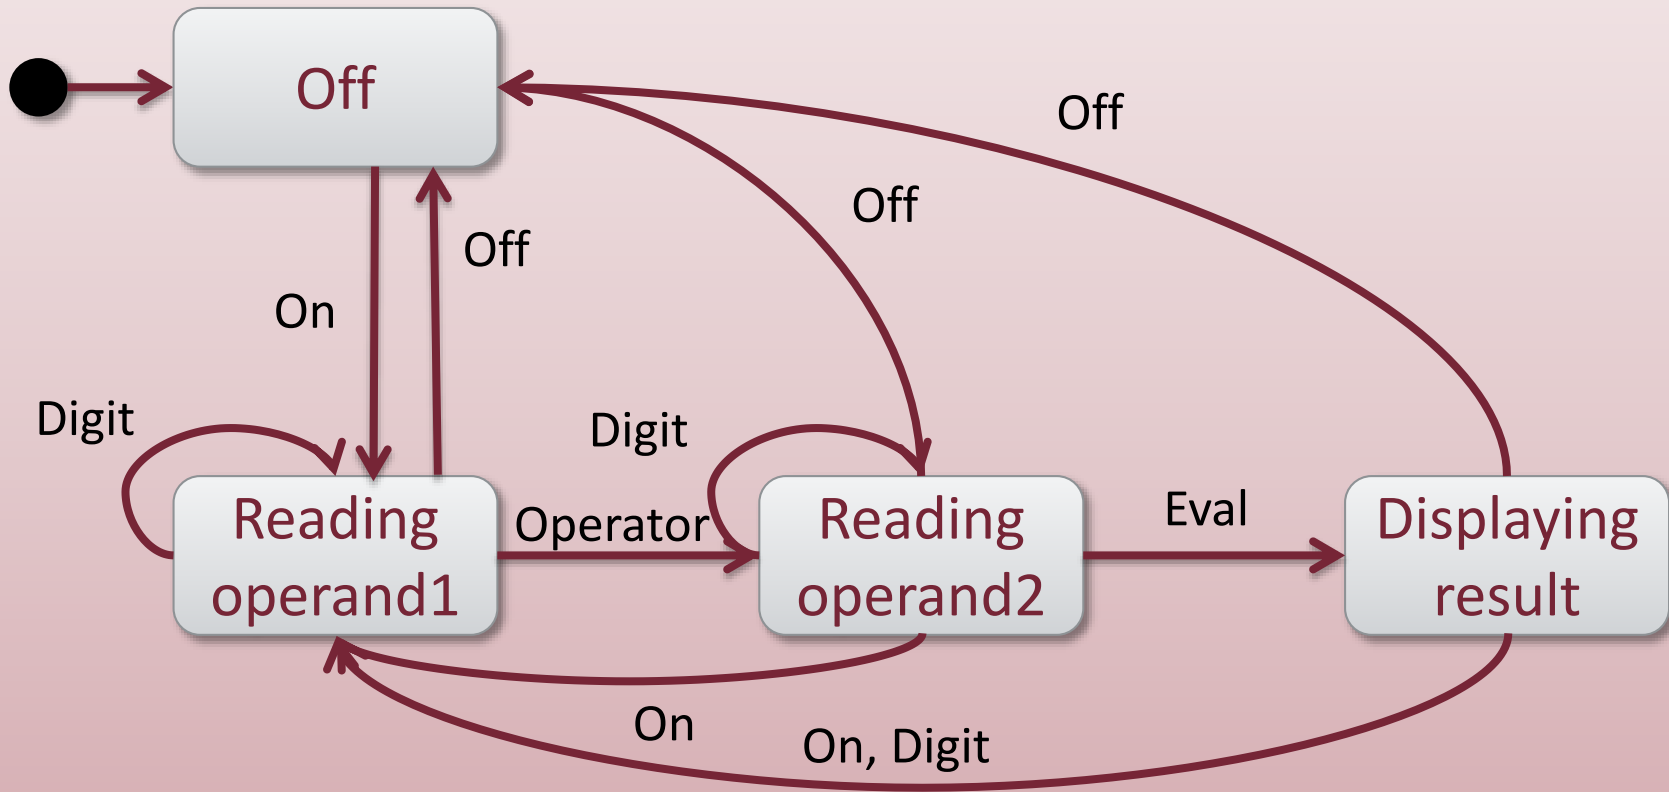 Off
Off
Off
Off
On
Digit
Digit
Reading
operand1
Operator
Reading
operand2
Eval
Displaying
result
On
On, Digit